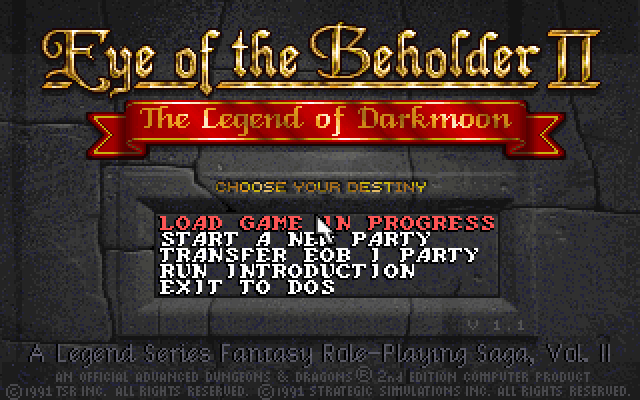 Eye of the Beholder II
The Legend of Darkmoon
CHOOSE YOUR DESTINY
LOAD GAME IN PROGRESS
START A NEW PARTY
TRANSFER EOB I PARTY
RUN INTRODUCTION
EXIT TO DOS
V 1.1
A Legend Series Fantasy Role-Playing Saga, Vol. II
AN OFFICIAL ADVANCED DUNGEONS & DRAGONS® 2nd EDITION COMPUTER PRODUCT
©1991 TSR INC. ALL RIGHTS RESERVED. ©1991 STRATEGIC SIMULATIONS INC. ALL RIGHTS RESERVED.